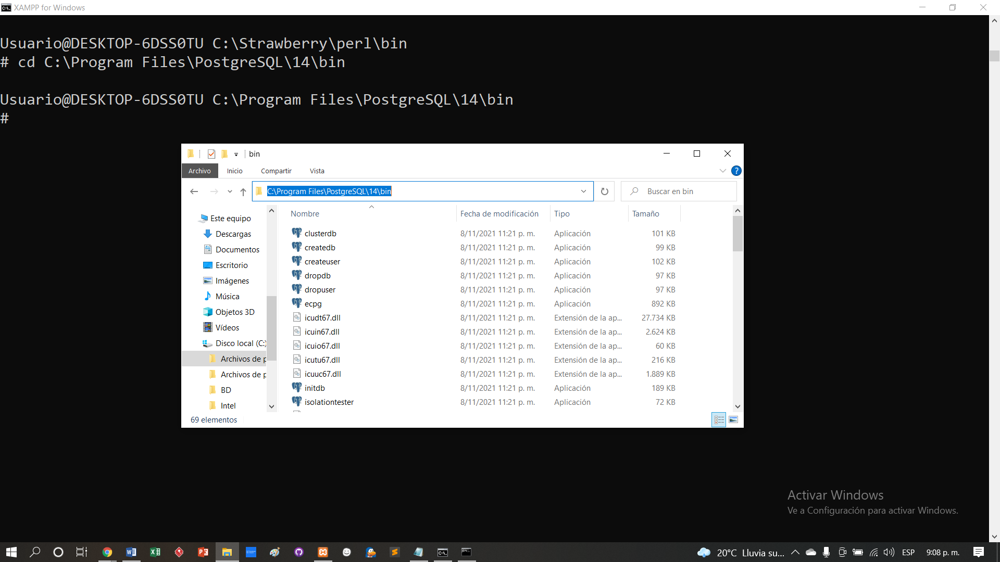 XAMPP for Windows
Usuario@DESKTOP-6DSS0TU C:\Strawberry\perl\bin
# cd C:\Program Files\PostgreSQL\14\bin
Usuario@DESKTOP-6DSS0TU C:\Program Files\PostgreSQL\14\bin
#
bin
Archivo Inicio Compartir Vista
C:\Program Files\PostgreSQL\14\bin Buscar en bin
Nombre Fecha de modificación Tipo Tamaño
Este equipo
Descargas
Documentos
Escritorio
Imágenes
Música
Objetos 3D
Vídeos
Disco local (C:)
Archivos de p
Archivos de p
BD
Intel
clusterdb 8/11/2021 11:21 p. m. Aplicación 101 KB
createdb 8/11/2021 11:21 p. m. Aplicación 99 KB
createuser 8/11/2021 11:21 p. m. Aplicación 102 KB
dropdb 8/11/2021 11:21 p. m. Aplicación 97 KB
dropuser 8/11/2021 11:21 p. m. Aplicación 97 KB
ecpg 8/11/2021 11:21 p. m. Aplicación 892 KB
icudt67.dll 8/11/2021 11:21 p. m. Extensión de la ap... 27.734 KB
icuin67.dll 8/11/2021 11:21 p. m. Extensión de la ap... 2.624 KB
icuio67.dll 8/11/2021 11:21 p. m. Extensión de la ap... 60 KB
icutu67.dll 8/11/2021 11:21 p. m. Extensión de la ap... 216 KB
icuuc67.dll 8/11/2021 11:21 p. m. Extensión de la ap... 1.889 KB
initdb 8/11/2021 11:21 p. m. Aplicación 189 KB
isolationtester 8/11/2021 11:21 p. m. Aplicación 72 KB
69 elementos
Activar Windows
Ve a Configuración para activar Windows.
20°C Lluvia su... ESP 9:08 p. m.